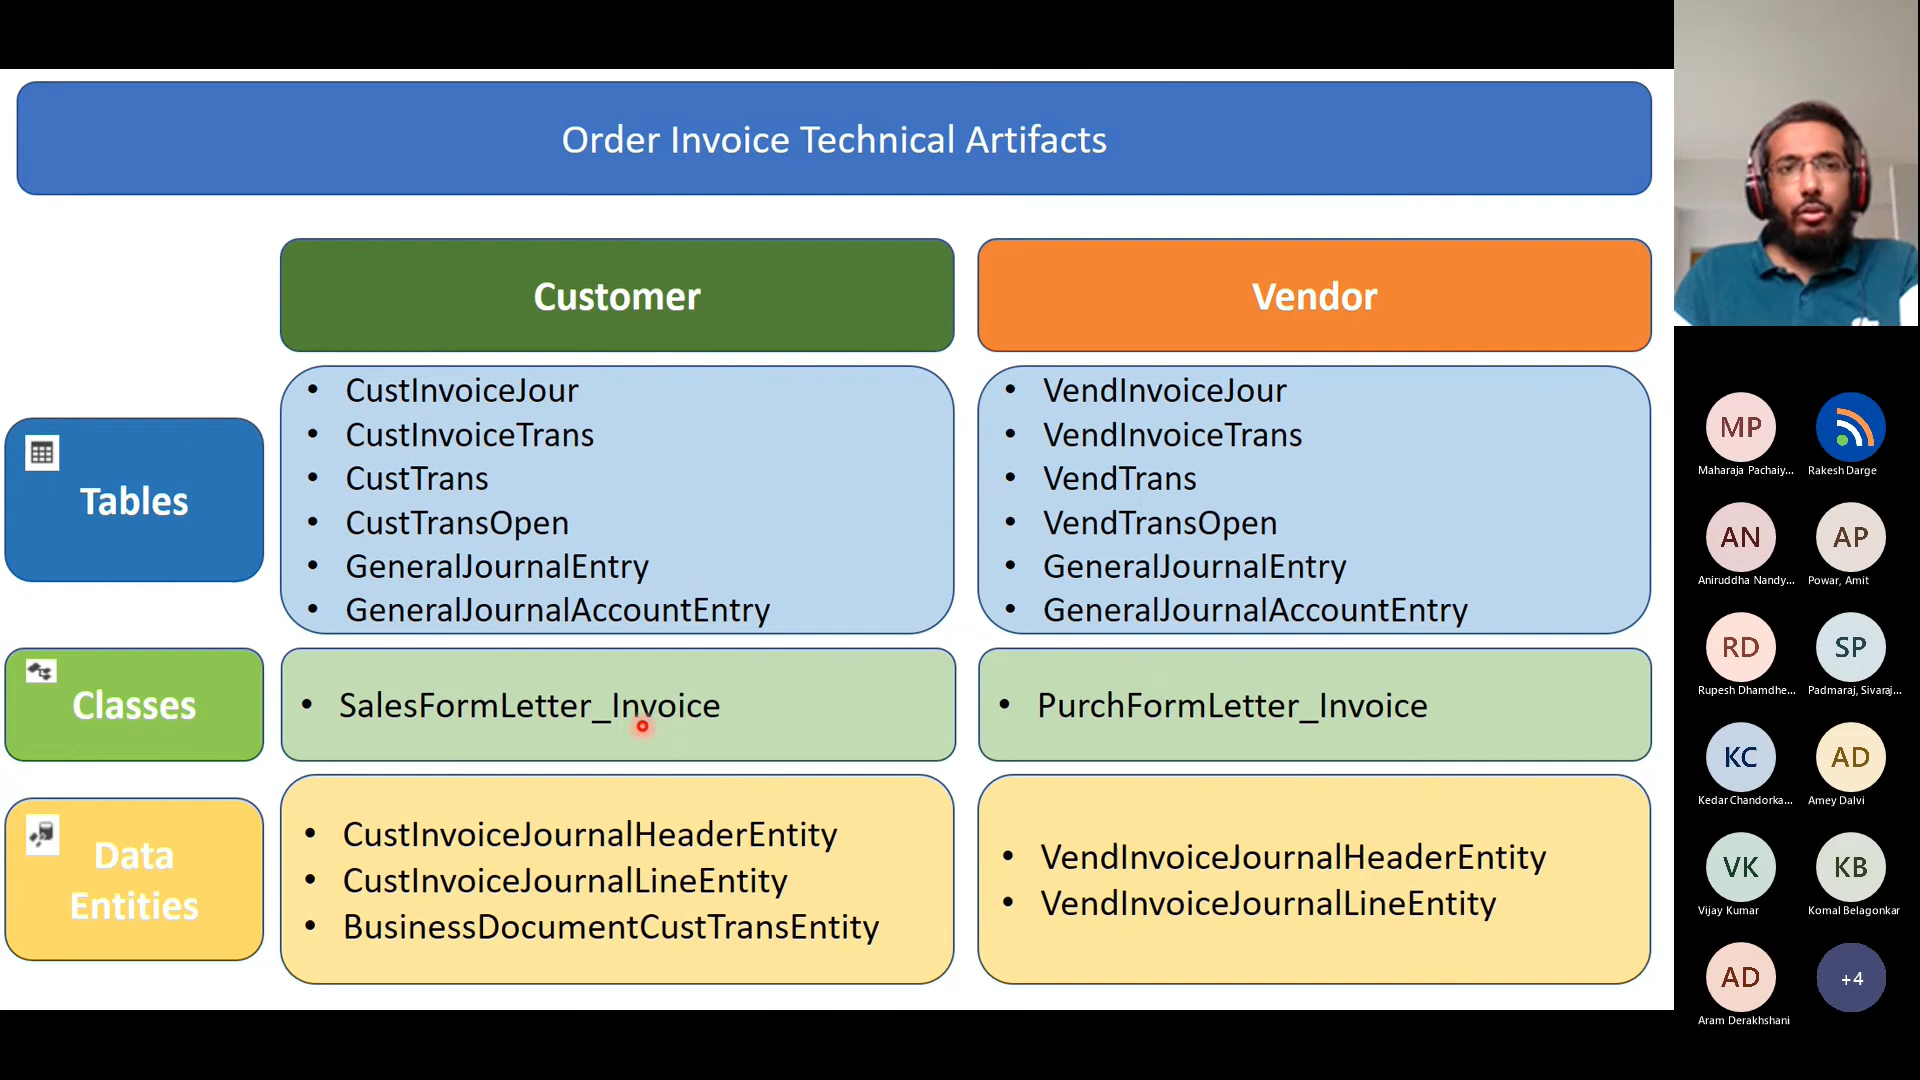 Order Invoice Technical Artifacts
Customer
Vendor
Tables
• CustInvoiceJour
• CustInvoiceTrans
• CustTrans
• CustTransOpen
• GeneralJournalEntry
• GeneralJournalAccountEntry
• VendInvoiceJour
• VendInvoiceTrans
• VendTrans
• VendTransOpen
• GeneralJournalEntry
• GeneralJournalAccountEntry
Classes
• SalesFormLetter_Invoice
• PurchFormLetter_Invoice
Data
Entities
• CustInvoiceJournalHeaderEntity
• CustInvoiceJournalLineEntity
• BusinessDocumentCustTransEntity
• VendInvoiceJournalHeaderEntity
• VendInvoiceJournalLineEntity
MP
Maharaja Pachaiy...
Rakesh Darge
AN
Aniruddha Nandy...
AP
Powar, Amit
RD
Rupesh Dhamdhe...
SP
Padmaraj, Sivaraj...
KC
Kedar Chandorka...
AD
Amey Dalvi
VK
Vijay Kumar
KB
Komal Belagonkar
AD
Aram Derakhshani
+4